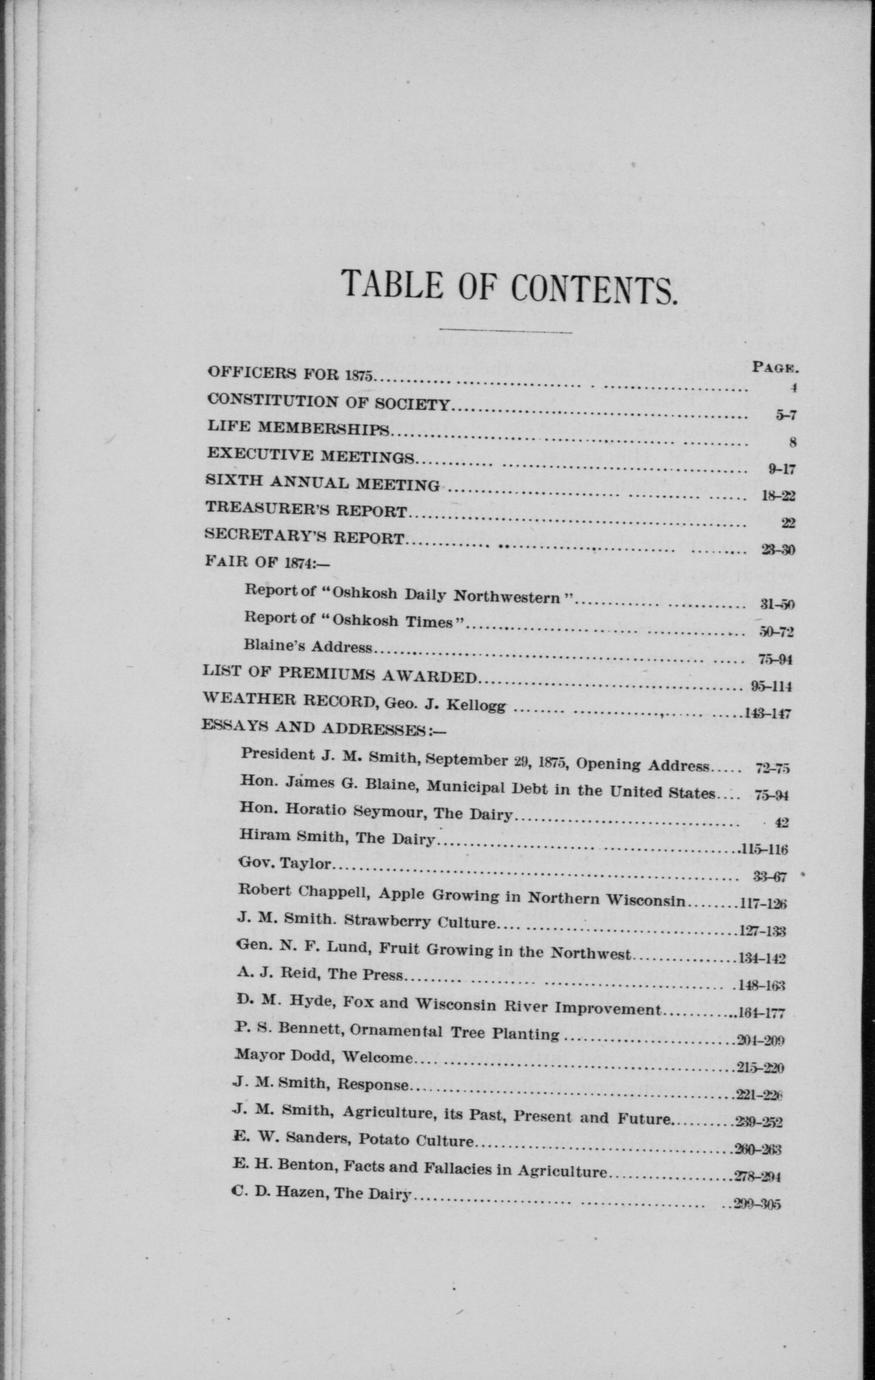 TABLE OF CONTENTS.
PAGE.
OFFICERS FOR 1875 4
CONSTITUTION OF SOCIETY 5–7
LIFE MEMBERSHIPS 8
EXECUTIVE MEETINGS 9–17
SIXTH ANNUAL MEETING 18–22
TREASURER'S REPORT 22
SECRETARY'S REPORT 23–30
FAIR OF 1874:—
Report of "Oshkosh Daily Northwestern" 31–50
Report of "Oshkosh Times" 50–72
Blaine's Address 75–94
LIST OF PREMIUMS AWARDED 95–114
WEATHER RECORD, Geo. J. Kellogg 143–147
ESSAYS AND ADDRESSES:—
President J. M. Smith, September 29, 1875, Opening Address 72–75
Hon. James G. Blaine, Municipal Debt in the United States 75–94
Hon. Horatio Seymour, The Dairy 42
Hiram Smith, The Dairy 115–116
Gov. Taylor 33–67
Robert Chappell, Apple Growing in Northern Wisconsin 117–126
J. M. Smith. Strawberry Culture 127–133
Gen. N. F. Lund, Fruit Growing in the Northwest 134–142
A. J. Reid, The Press 148–163
D. M. Hyde, Fox and Wisconsin River Improvement 164–177
P. S. Bennett, Ornamental Tree Planting 204–209
Mayor Dodd, Welcome 215–220
J. M. Smith, Response 221–226
J. M. Smith, Agriculture, its Past, Present and Future 239–252
E. W. Sanders, Potato Culture 260–263
E. H. Benton, Facts and Fallacies in Agriculture 278–294
C. D. Hazen, The Dairy 299–305